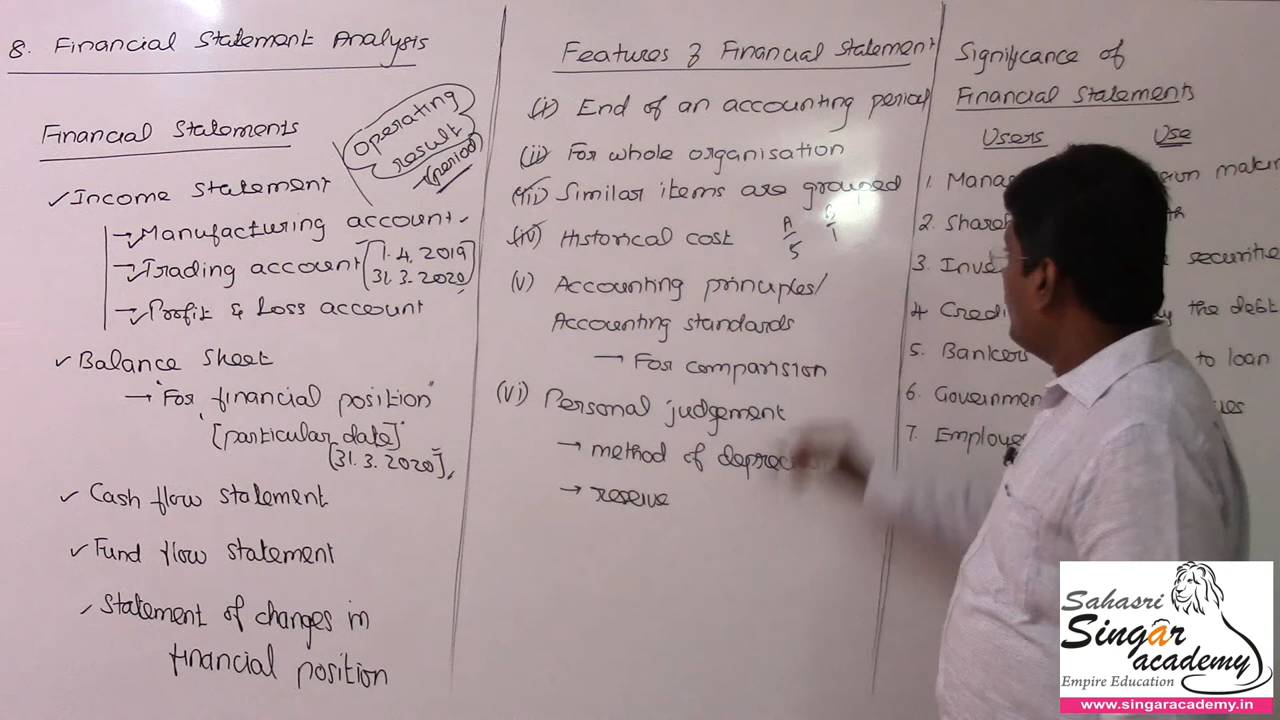 8. Financial Statement Analysis
Financial Statements
Operating
result
(period)
✓ Income statement
→ Manufacturing account
→ Trading account [1.4.2019
31.3.2020]
→ Profit & Loss account
✓ Balance sheet
→ "For financial position"
[particular date]
[31.3.2020]
✓ Cash flow statement
✓ Fund flow statement
✓ Statement of changes in
financial position
Features of Financial Statement
(i) End of an accounting period
(ii) For whole organisation
(iii) Similar items are grouped
(iv) Historical cost
A
5
(v) Accounting principles/
Accounting standards
→ For comparision
(vi) Personal judgement
→ method of
→ reserve
Significance of
Financial Statements
Users Use
1.
2.
3.
4
5. Bankers to loan
6.
7.
the debt
Sahasri
Singâr
academy
Empire Education
www.singaracademy.in